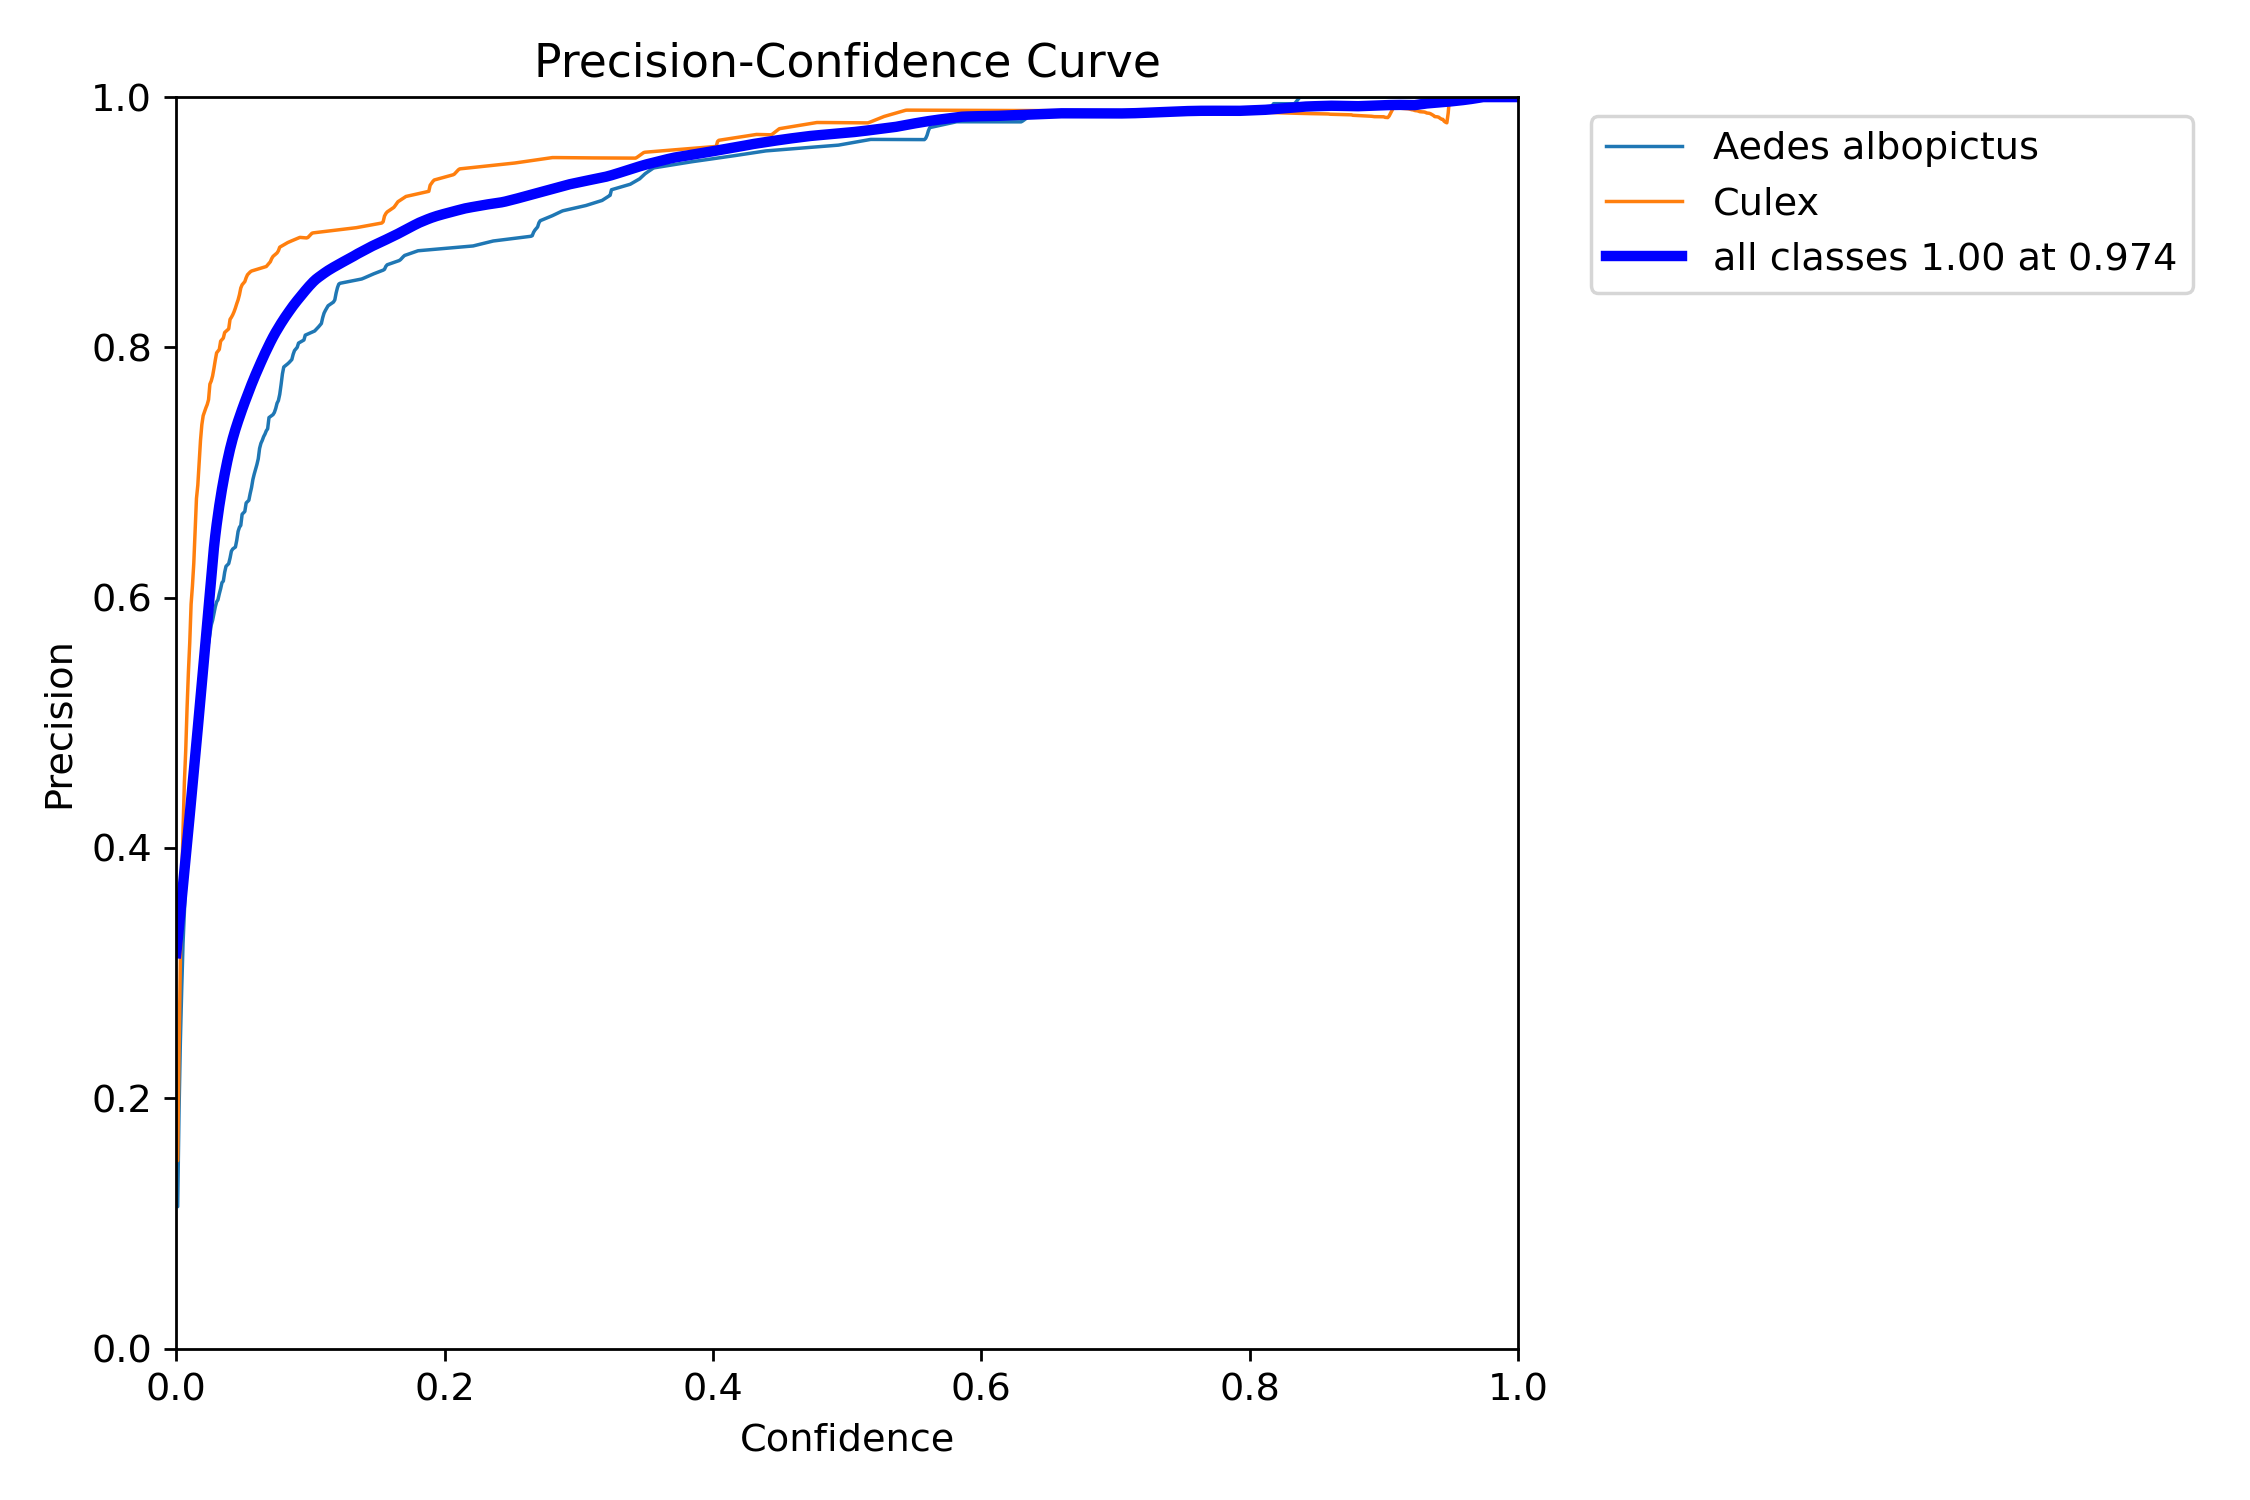 Precision-Confidence Curve
1.0
0.8
0.6
0.4
0.2
0.0
Precision
0.0 0.2 0.4 0.6 0.8 1.0
Confidence
Aedes albopictus
Culex
all classes 1.00 at 0.974